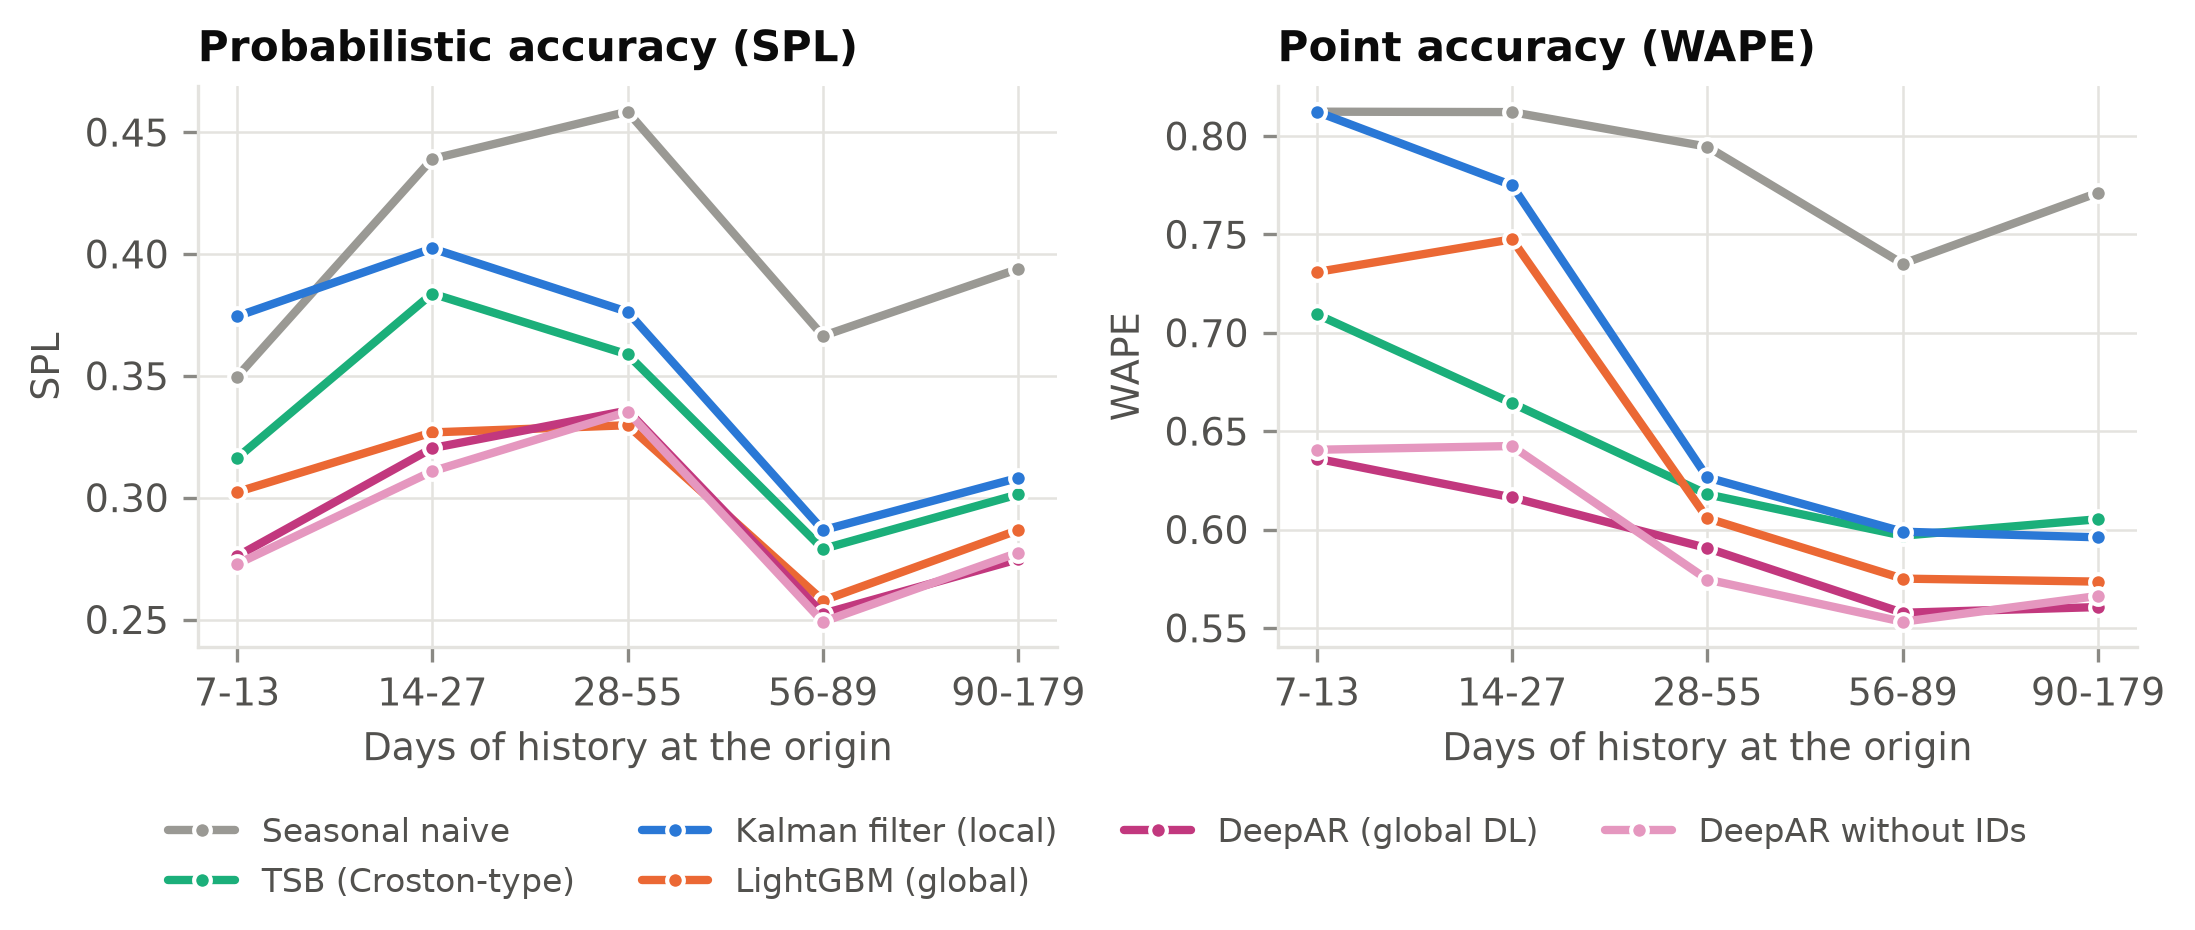 Probabilistic accuracy (SPL)
SPL
0.45
0.40
0.35
0.30
0.25
7-13 14-27 28-55 56-89 90-179
Days of history at the origin
Point accuracy (WAPE)
WAPE
0.80
0.75
0.70
0.65
0.60
0.55
7-13 14-27 28-55 56-89 90-179
Days of history at the origin
Seasonal naive Kalman filter (local) DeepAR (global DL) DeepAR without IDs
TSB (Croston-type) LightGBM (global)